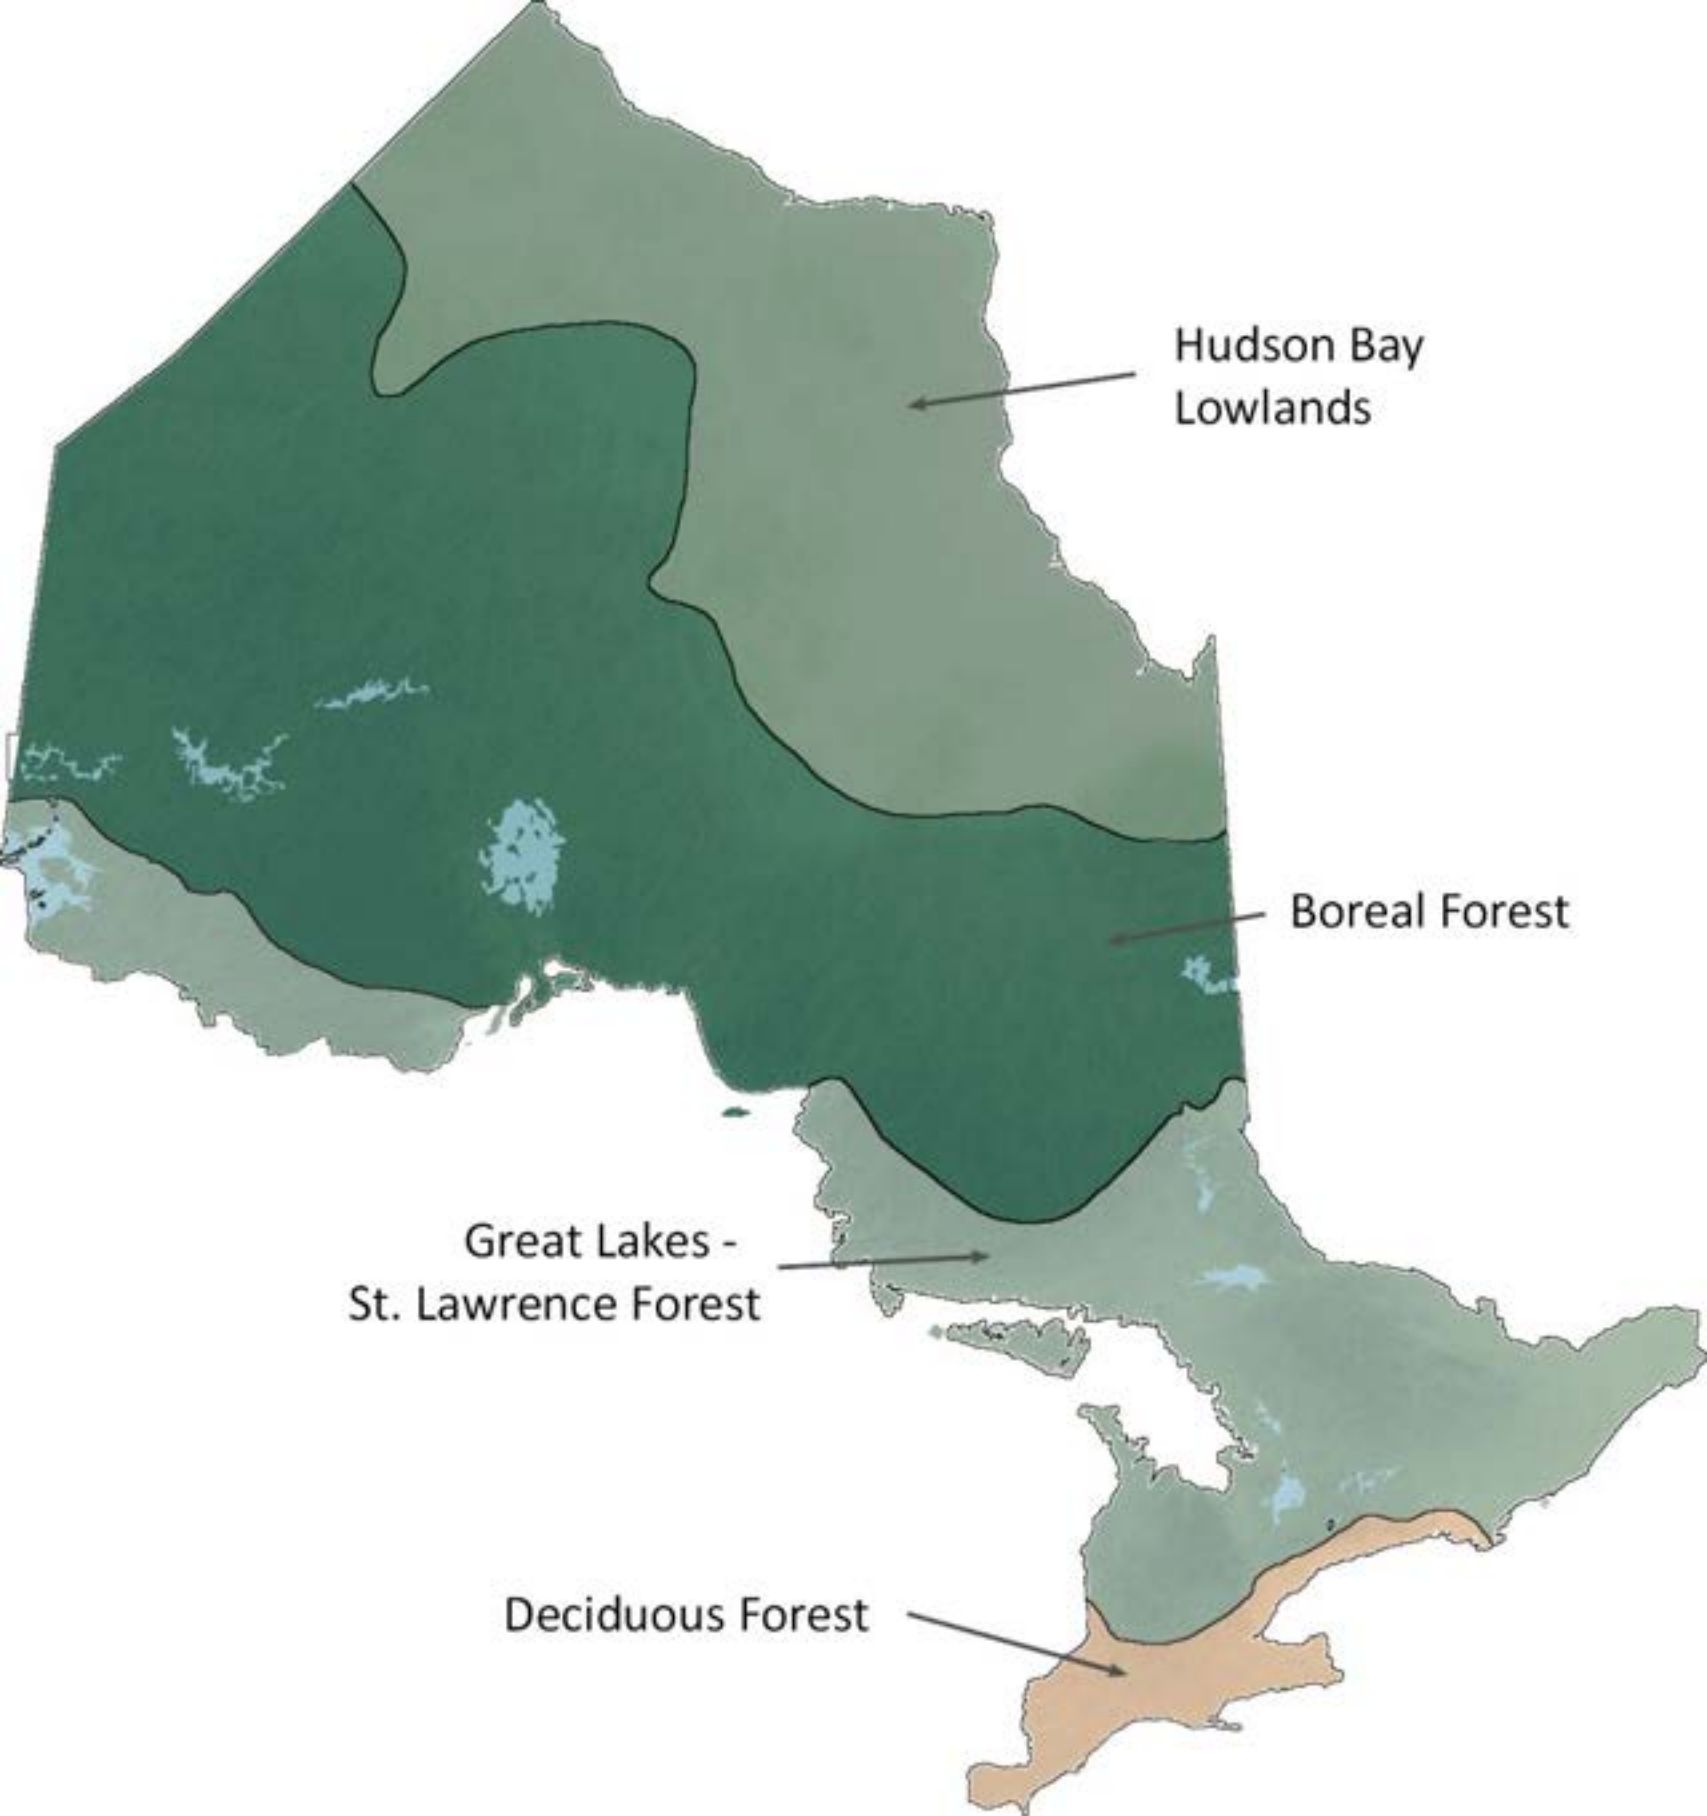 Hudson Bay
Lowlands
Boreal Forest
Great Lakes -
St. Lawrence Forest
Deciduous Forest